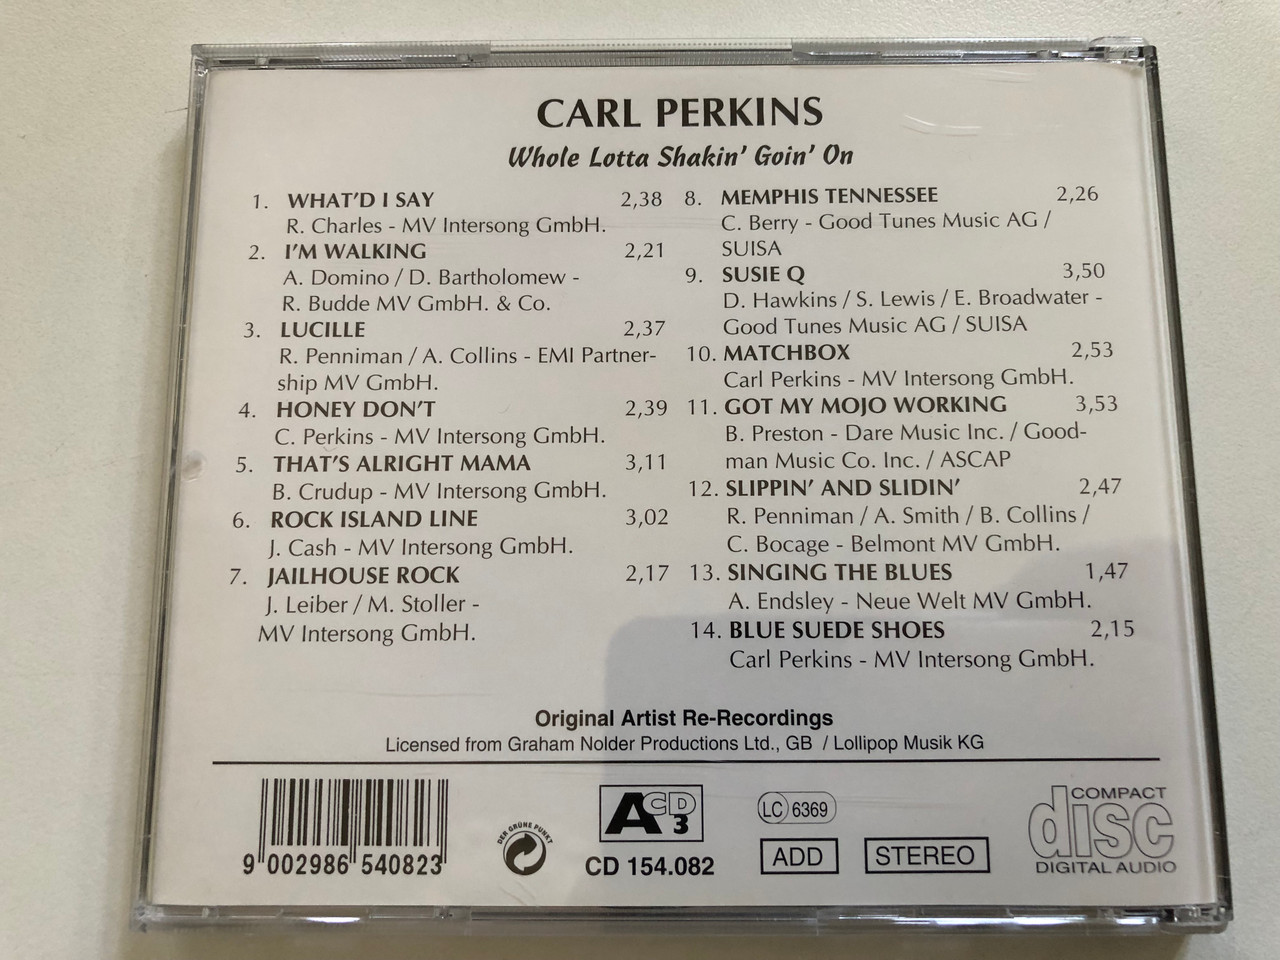 CARL PERKINS
Whole Lotta Shakin' Goin' On
1. WHAT'D I SAY 2,38
R. Charles - MV Intersong GmbH.
2. I'M WALKING 2,21
A. Domino / D. Bartholomew -
R. Budde MV GmbH. & Co.
3. LUCILLE 2,37
R. Penniman / A. Collins - EMI Partner-
ship MV GmbH.
4. HONEY DON'T 2,39
C. Perkins - MV Intersong GmbH.
5. THAT'S ALRIGHT MAMA 3,11
B. Crudup - MV Intersong GmbH.
6. ROCK ISLAND LINE 3,02
J. Cash - MV Intersong GmbH.
7. JAILHOUSE ROCK 2,17
J. Leiber / M. Stoller -
MV Intersong GmbH.
8. MEMPHIS TENNESSEE 2,26
C. Berry - Good Tunes Music AG /
SUISA
9. SUSIE Q 3,50
D. Hawkins / S. Lewis / E. Broadwater -
Good Tunes Music AG / SUISA
10. MATCHBOX 2,53
Carl Perkins - MV Intersong GmbH.
11. GOT MY MOJO WORKING 3,53
B. Preston - Dare Music Inc. / Good-
man Music Co. Inc. / ASCAP
12. SLIPPIN' AND SLIDIN' 2,47
R. Penniman / A. Smith / B. Collins /
C. Bocage - Belmont MV GmbH.
13. SINGING THE BLUES 1,47
A. Endsley - Neue Welt MV GmbH.
14. BLUE SUEDE SHOES 2,15
Carl Perkins - MV Intersong GmbH.
Original Artist Re-Recordings
Licensed from Graham Nolder Productions Ltd., GB / Lollipop Musik KG
9 002986 540823
DER GRÜNE PUNKT
ACD 3
CD 154.082
LC 6369
ADD
STEREO
COMPACT
disc
DIGITAL AUDIO